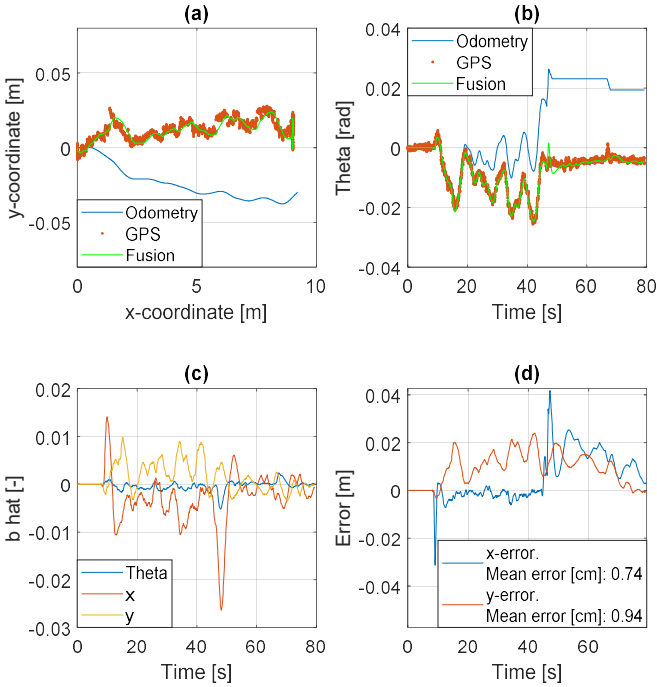 (a)
0.05
0
-0.05
y-coordinate [m]
Odometry
GPS
Fusion
0
5
10
x-coordinate [m]
(b)
0.04
0.02
0
-0.02
-0.04
Theta [rad]
Odometry
GPS
Fusion
0
20
40
60
80
Time [s]
(c)
0.02
0.01
0
-0.01
-0.02
-0.03
b hat [-]
Theta
x
y
0
20
40
60
80
Time [s]
(d)
0.04
0.02
0
-0.02
-0.04
Error [m]
x-error.
Mean error [cm]: 0.74
y-error.
Mean error [cm]: 0.94
0
20
40
60
Time [s]